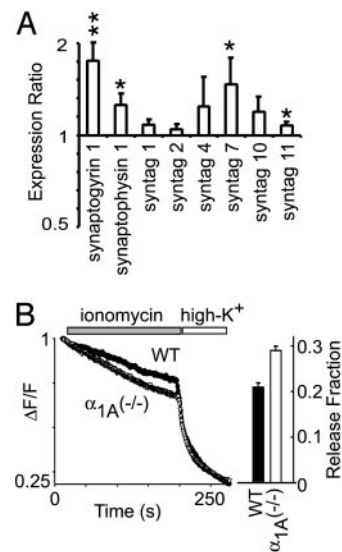 A
Expression Ratio
2
1
0.5
**
*
*
*
synaptogyrin 1
synaptophysin 1
syntag 1
syntag 2
syntag 4
syntag 7
syntag 10
syntag 11
B
ionomycin
high-K⁺
1
ΔF/F
0.25
WT
α₁A(-/-)
0
250
Time (s)
0.3
0.2
0.1
0
Release Fraction
WT
α₁A(-/-)